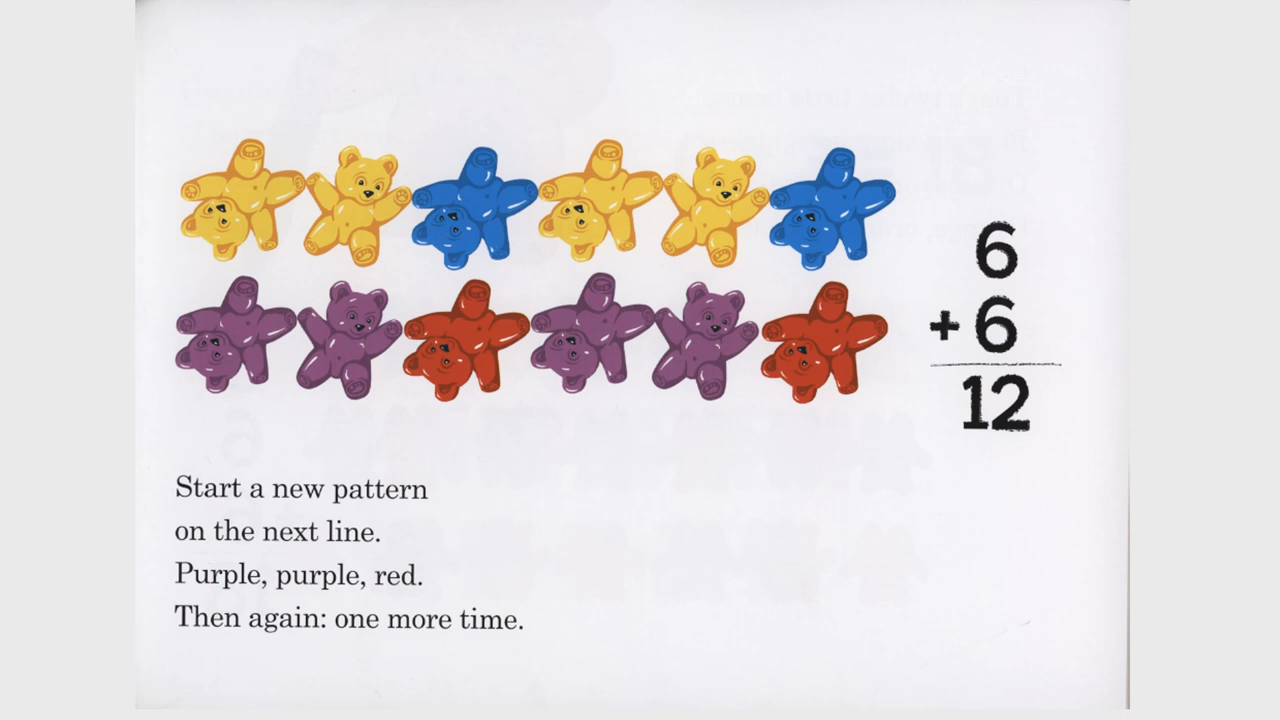 6
+ 6
12
Start a new pattern
on the next line.
Purple, purple, red.
Then again: one more time.